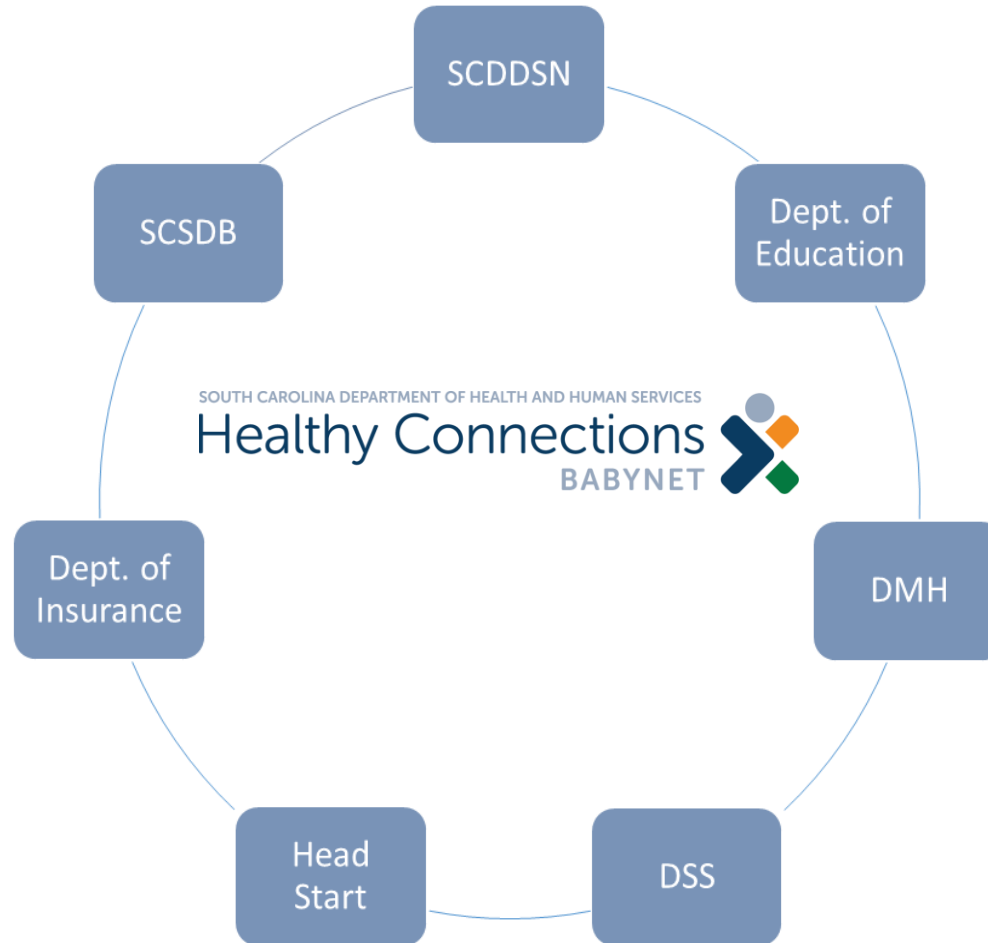 SCDDSN
SCSDB
Dept. of
Education
SOUTH CAROLINA DEPARTMENT OF HEALTH AND HUMAN SERVICES
Healthy Connections
BABYNET
Dept. of
Insurance
DMH
Head
Start
DSS